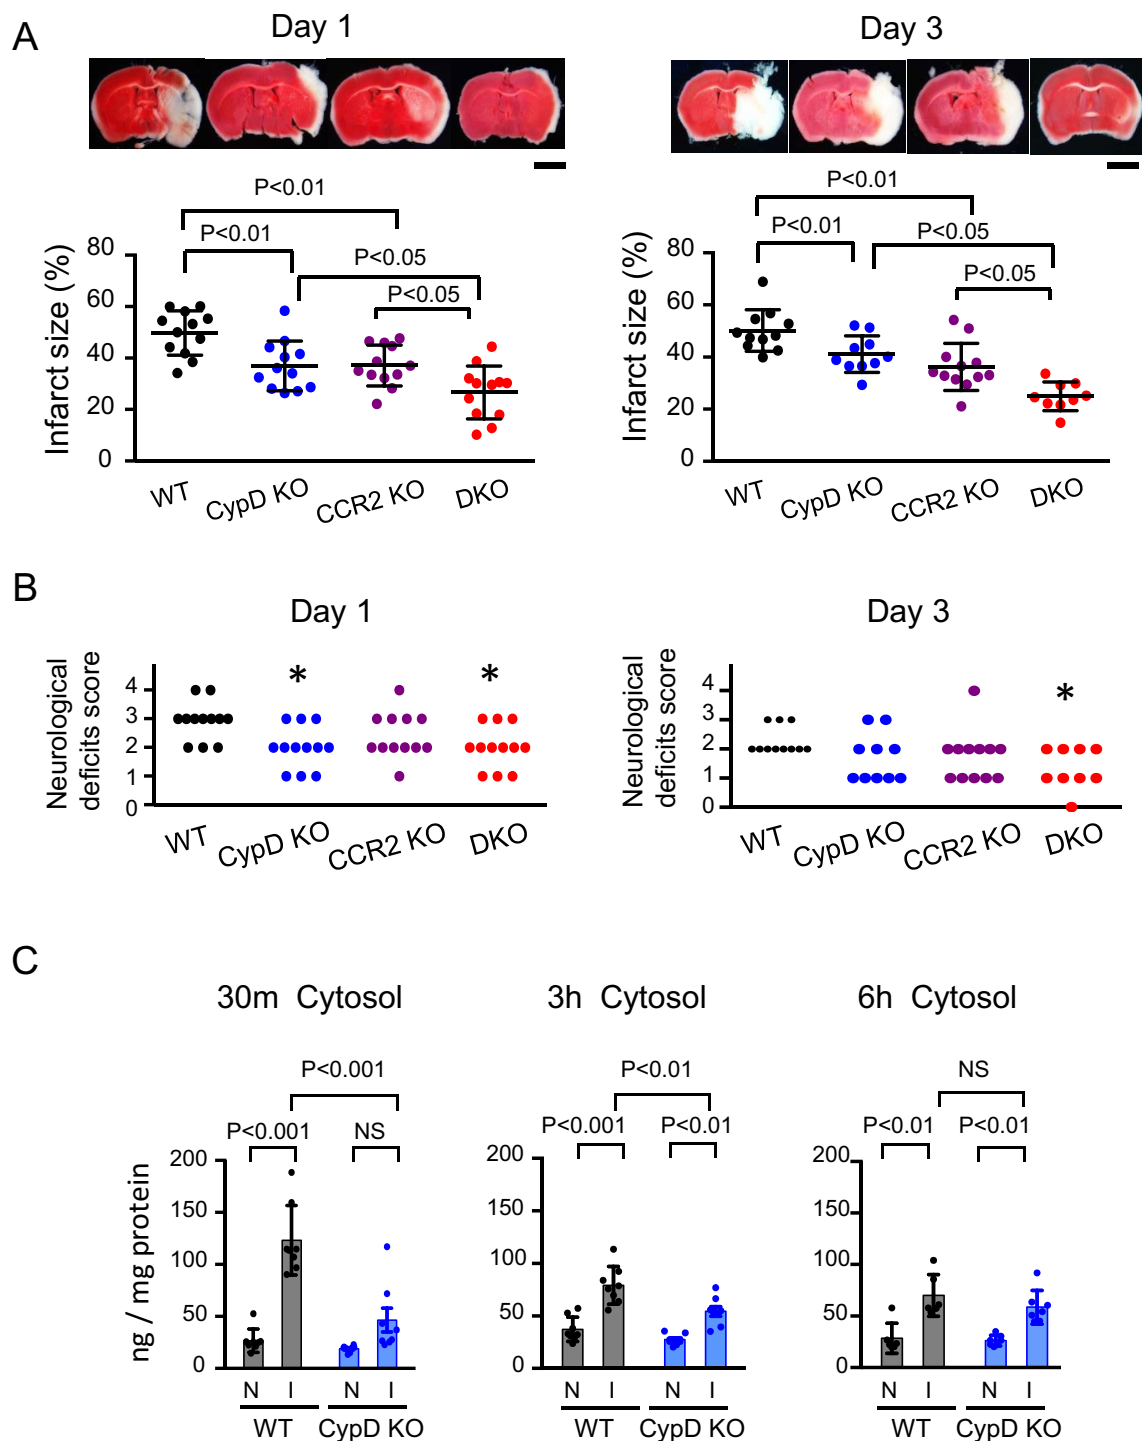 A
Day 1
Day 3
P<0.01
P<0.01
P<0.05
P<0.05
Infarct size (%)
80
60
40
20
0
WT
CypD KO
CCR2 KO
DKO
P<0.01
P<0.01
P<0.05
P<0.05
Infarct size (%)
80
60
40
20
0
WT
CypD KO
CCR2 KO
DKO
B
Day 1
Day 3
Neurological
deficits score
4
3
2
1
0
*
*
WT
CypD KO
CCR2 KO
DKO
Neurological
deficits score
4
3
2
1
0
*
WT
CypD KO
CCR2 KO
DKO
C
30m Cytosol
3h Cytosol
6h Cytosol
P<0.001
P<0.001
NS
ng / mg protein
200
150
100
50
0
N I N I
WT CypD KO
P<0.01
P<0.001
P<0.01
200
150
100
50
0
N I N I
WT CypD KO
NS
P<0.01
P<0.01
200
150
100
50
0
N I N I
WT CypD KO